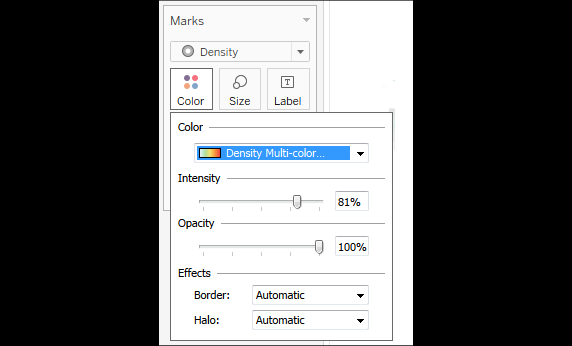 Marks
Density
Color Size Label
Color
Density Multi-color...
Intensity
81%
Opacity
100%
Effects
Border: Automatic
Halo: Automatic